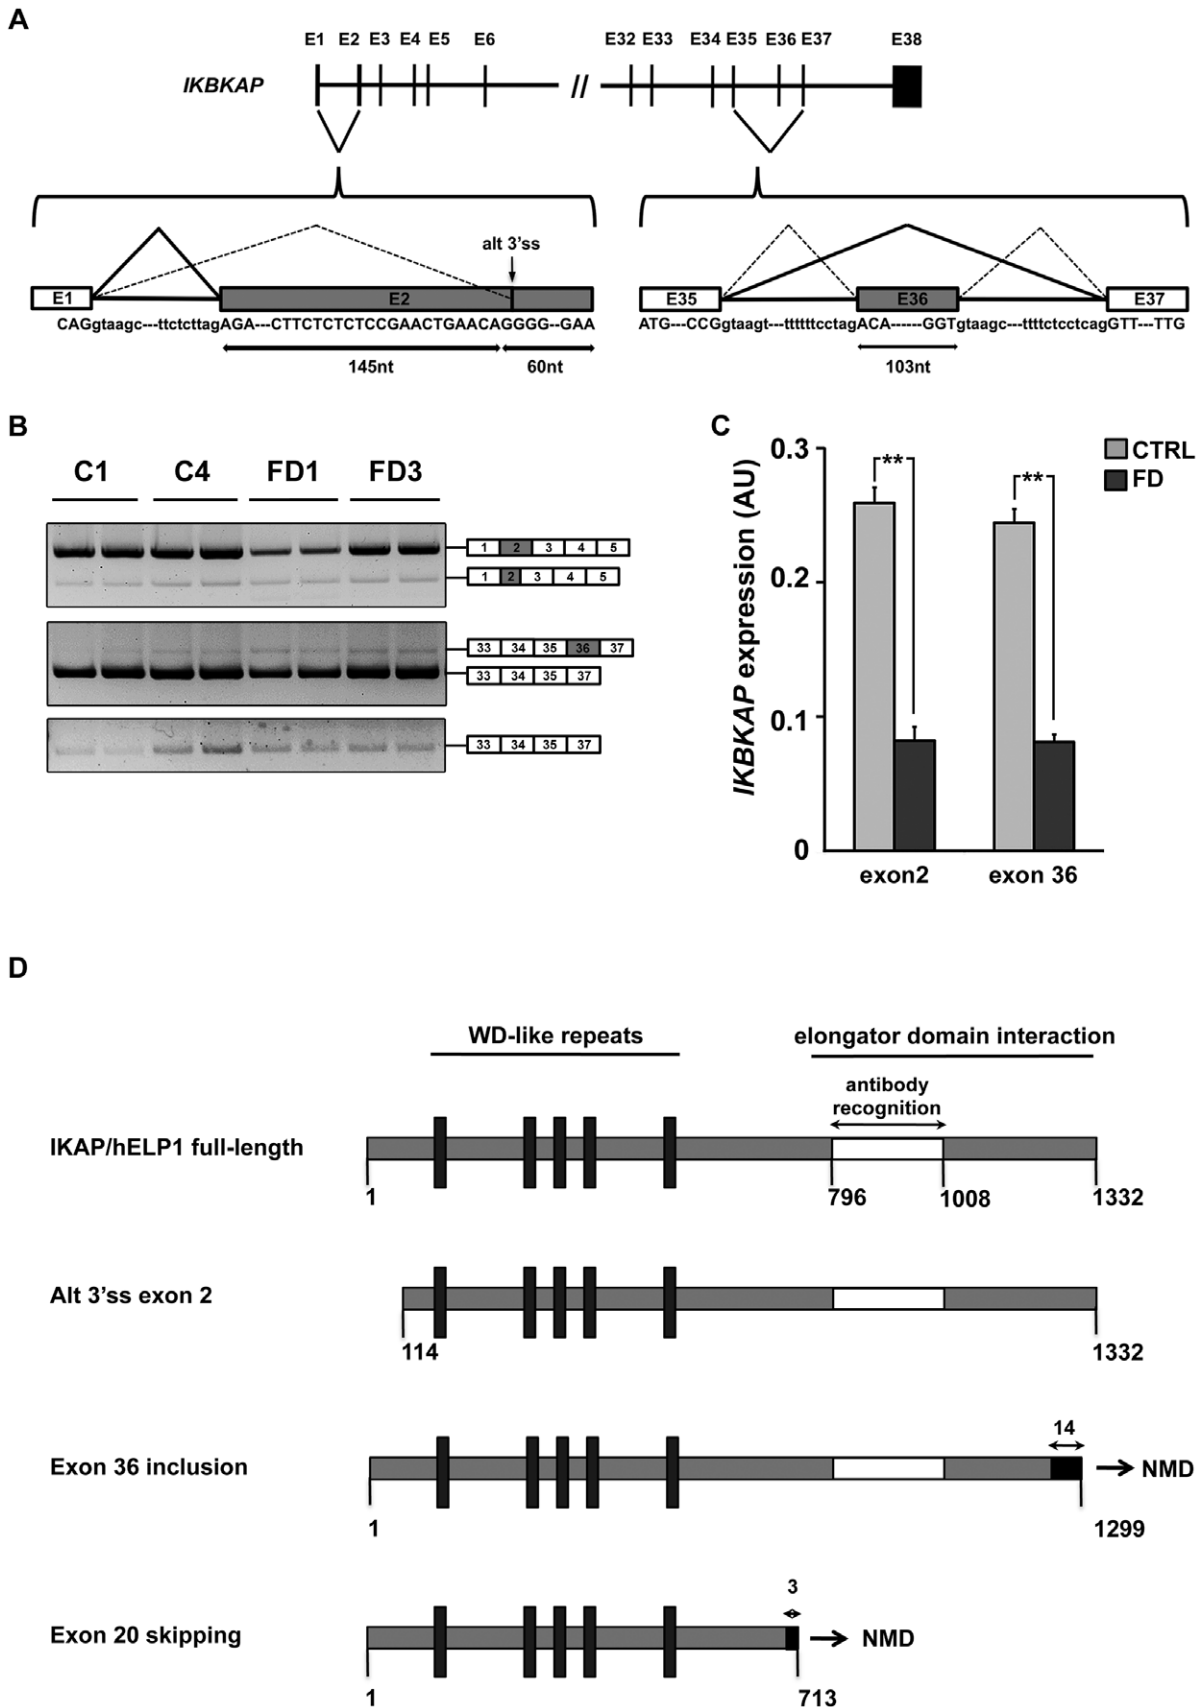 A
E1 E2 E3 E4 E5 E6 E32 E33 E34 E35 E36 E37 E38
IKBKAP
//
alt 3'ss
E1 E2 E35 E36 E37
CAGgtaagc---ttctcttagAGA---CTTCTCTCTCCGAACTGAACAGGGG--GAA
ATG---CCGgtaagt---ttttttcctagACA------GGTgtaagc---ttttctcctcagGTT---TTG
145nt 60nt 103nt
B
C1 C4 FD1 FD3
1 2 3 4 5
1 2 3 4 5
33 34 35 36 37
33 34 35 37
33 34 35 37
C
IKBKAP expression (AU)
0.3
0.2
0.1
0
** **
CTRL
FD
exon2 exon 36
D
WD-like repeats elongator domain interaction
antibody
recognition
IKAP/hELP1 full-length
1 796 1008 1332
Alt 3'ss exon 2
114 1332
14
Exon 36 inclusion NMD
1 1299
3
Exon 20 skipping NMD
1 713